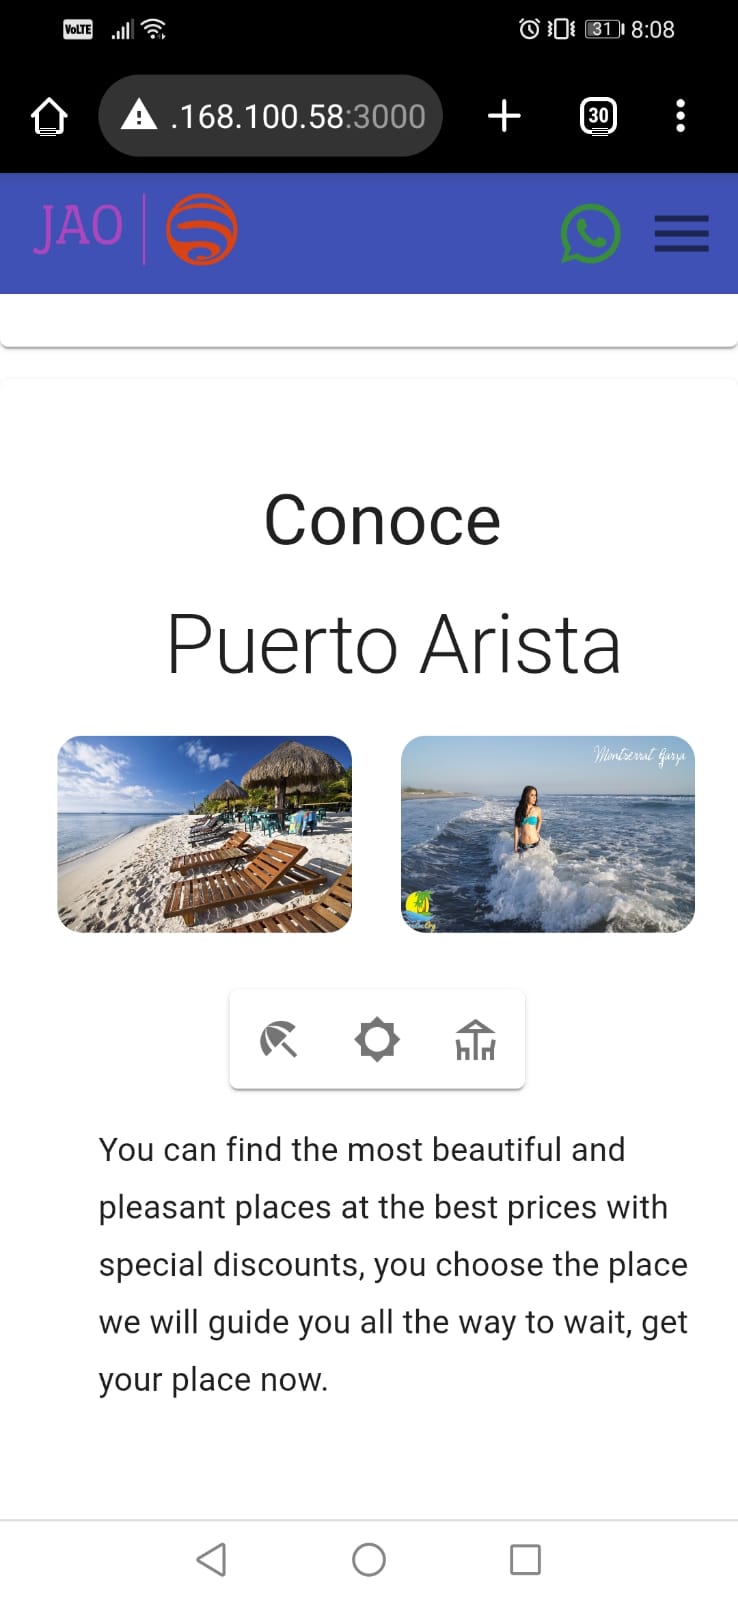 VoLTE 31 8:08
.168.100.58:3000 30
JAO
Conoce
Puerto Arista
Montserrat
You can find the most beautiful and
pleasant places at the best prices with
special discounts, you choose the place
we will guide you all the way to wait, get
your place now.